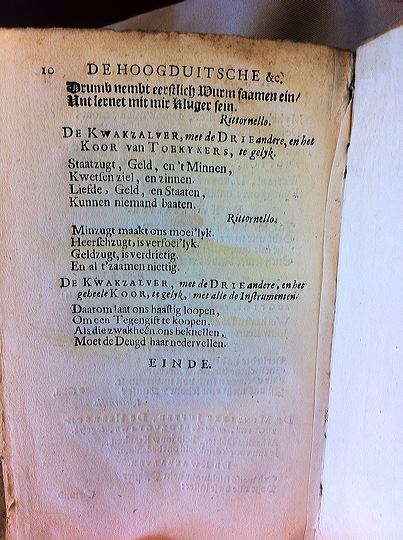 10 DE HOOGDUITSCHE &c.
Drumb nembt eerstlich Wurm saamen ein/
Unt lernet mit mir Kluger sein.
Rittornello.
DE KWAKZALVER, met de DRIE andere, en het
KOOR van TOEKYKERS, te gelyk.
Staatzugt, Geld, en 't Minnen,
Kwetsen ziel, en zinnen.
Liefde, Geld, en Staaten,
Kunnen niemand baaten.
Rittornello.
Minzugt maakt ons moei'lyk.
Heerschzugt, is verfoei'lyk.
Geldzugt, is verdrietig.
En al t'zaamen nietig.
DE KWAKZALVER, met de DRIE andere, en het
geheele KOOR, te gelyk, met alle de Instrumenten.
Daarom laat ons haastig loopen,
Om een Tegengift te koopen.
Als die zwakheên ons beknellen,
Moet de Deugd haar nedervellen.
EINDE.